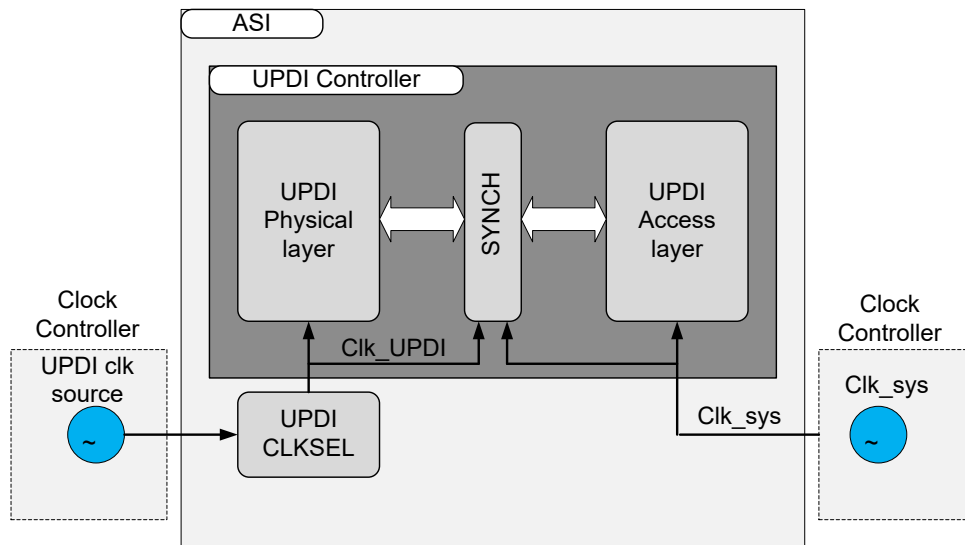 ASI
UPDI Controller
UPDI
Physical
layer
SYNCH
UPDI
Access
layer
Clock
Controller
UPDI clk
source
~
Clk_UPDI
UPDI
CLKSEL
Clk_sys
Clock
Controller
Clk_sys
~